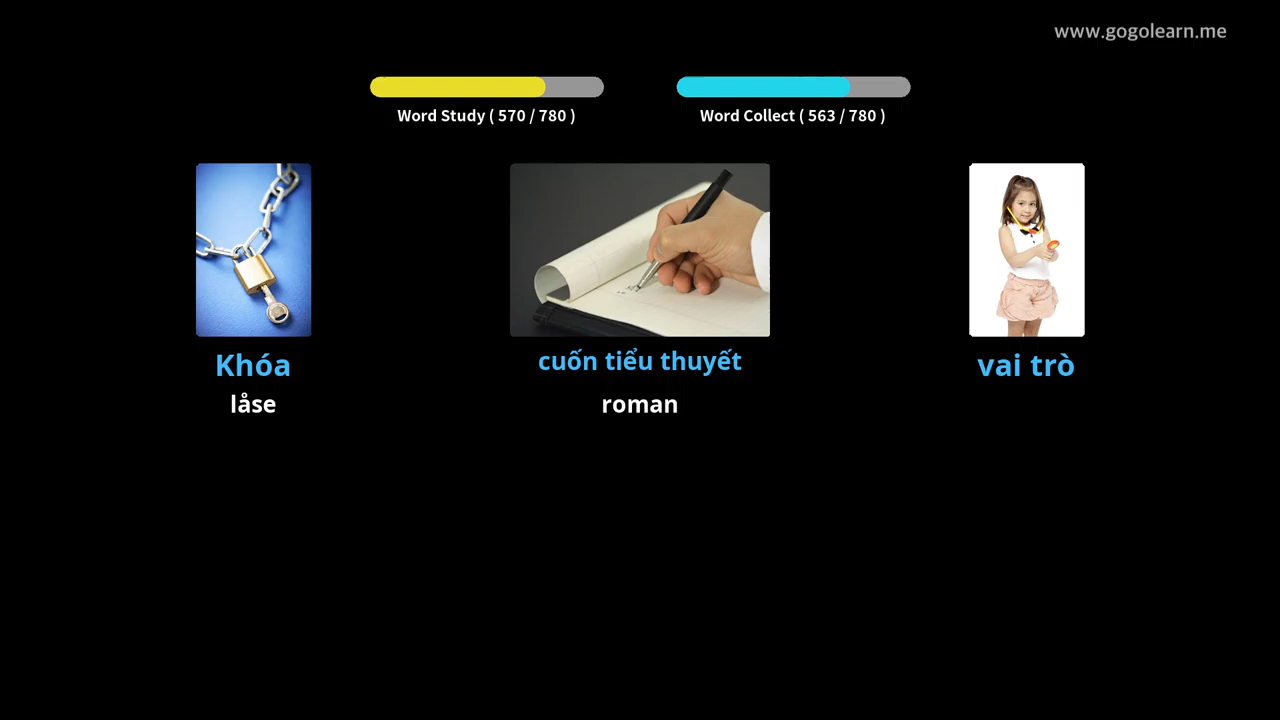 www.gogolearn.me
Word Study ( 570 / 780 )
Word Collect ( 563 / 780 )
Khóa
cuốn tiểu thuyết
vai trò
låse
roman